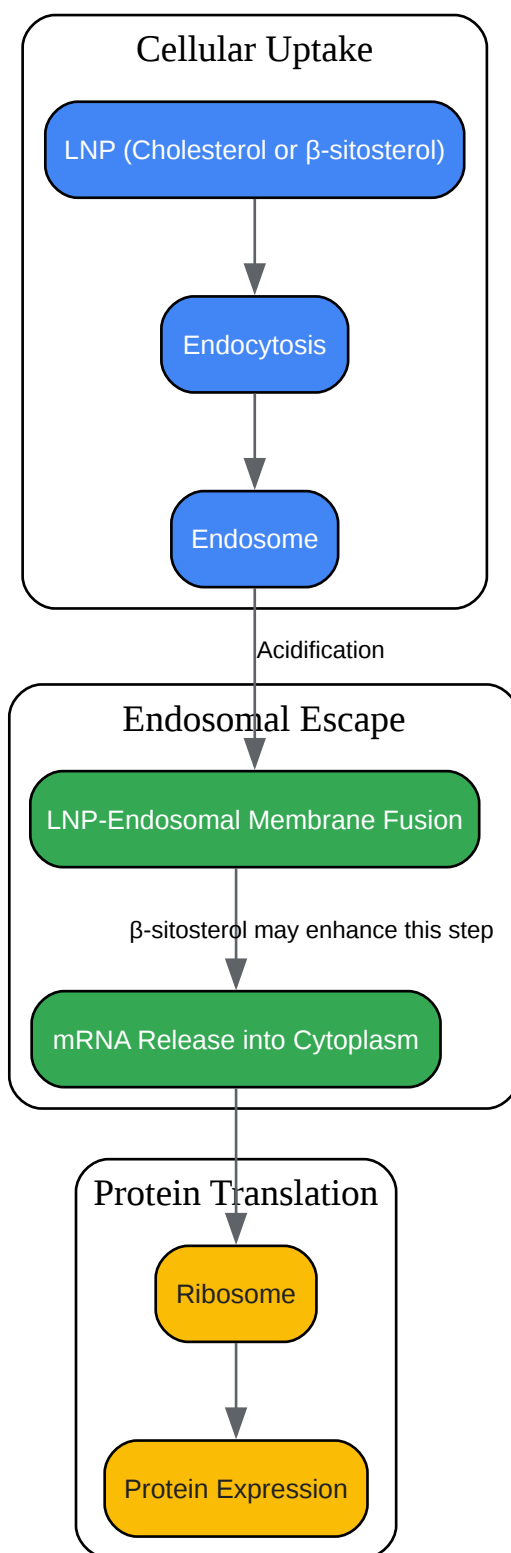 Cellular Uptake
LNP (Cholesterol or β-sitosterol)
Endocytosis
Endosome
Acidification
Endosomal Escape
LNP-Endosomal Membrane Fusion
β-sitosterol may enhance this step
mRNA Release into Cytoplasm
Protein Translation
Ribosome
Protein Expression